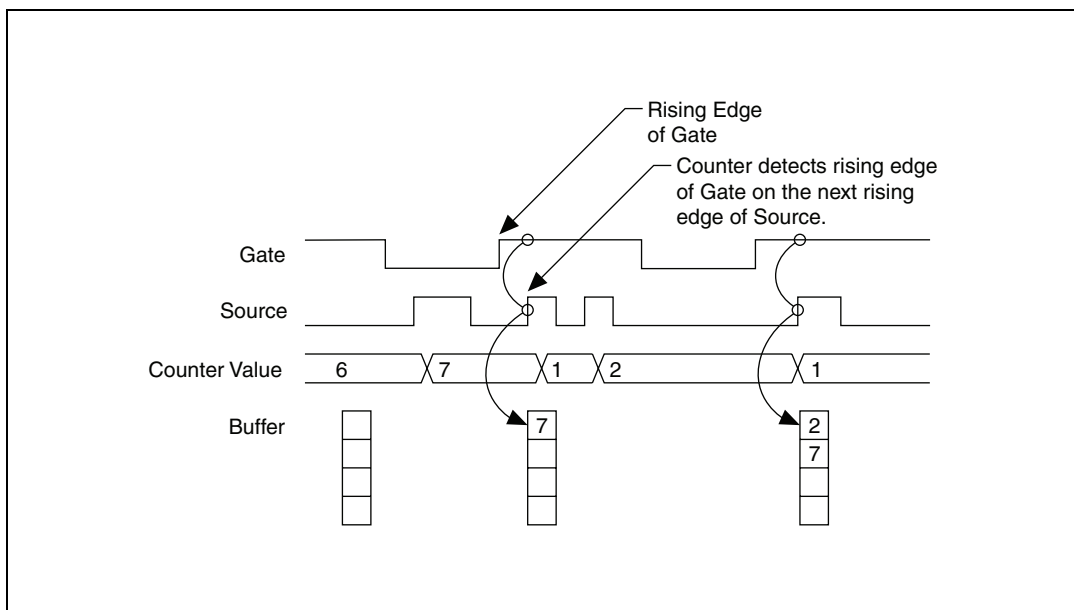 Rising Edge
of Gate
Counter detects rising edge
of Gate on the next rising
edge of Source.
Gate
Source
Counter Value
6
7
1
2
1
Buffer
7
2
7